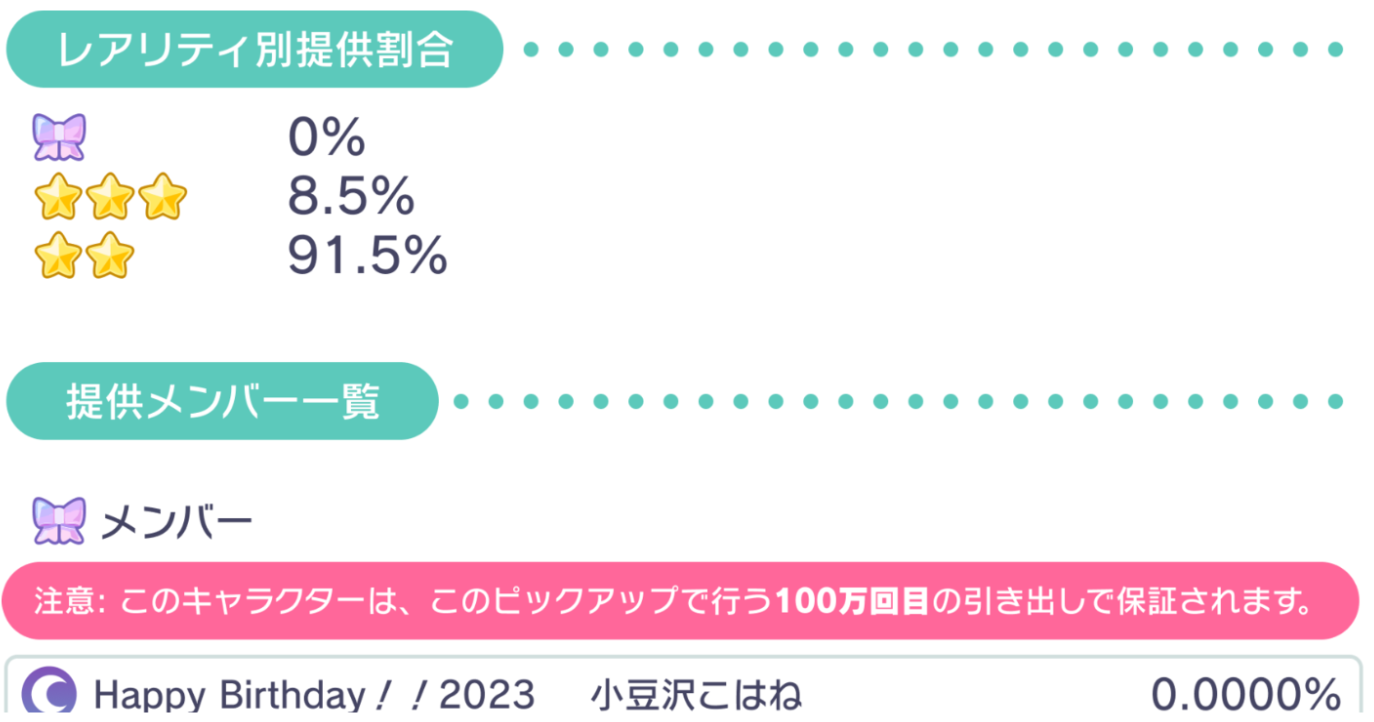 レアリティ別提供割合
0%
8.5%
91.5%
提供メンバー一覧
メンバー
注意: このキャラクターは、このピックアップで行う100万回目の引き出しで保証されます。
Happy Birthday！！2023 小豆沢こはね 0.0000%